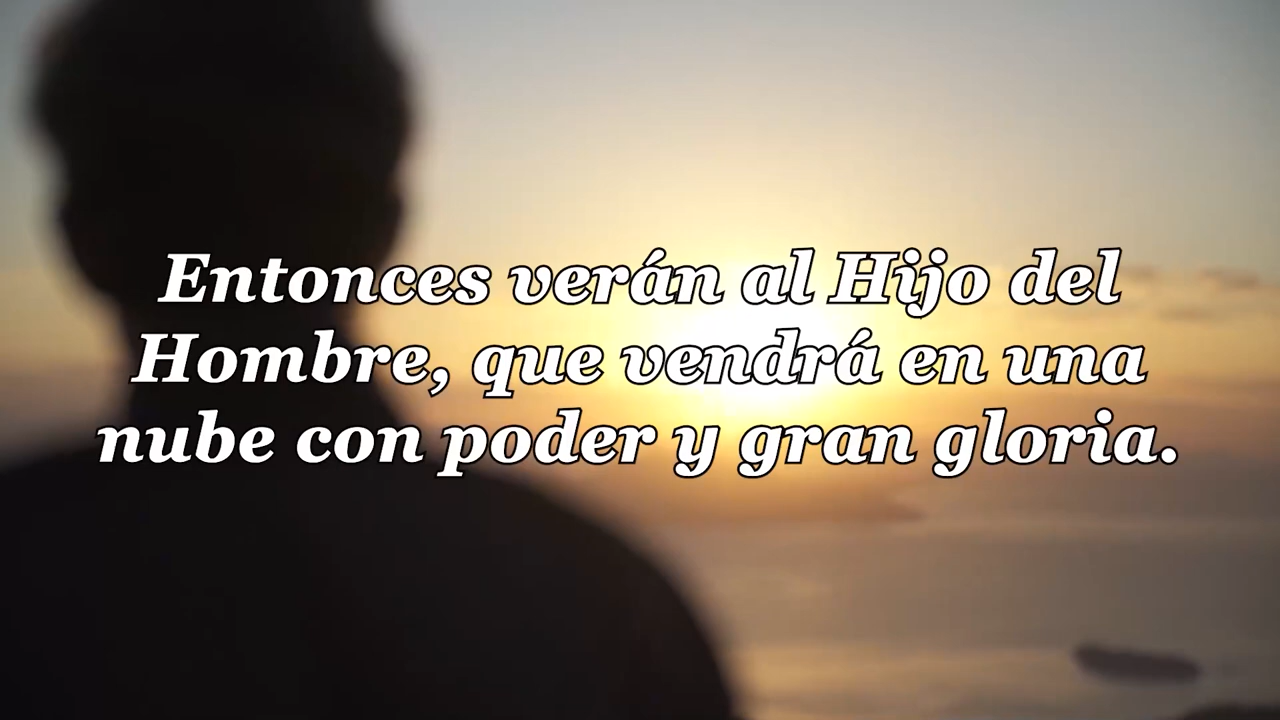 Entonces verán al Hijo del
Hombre, que vendrá en una
nube con poder y gran gloria.